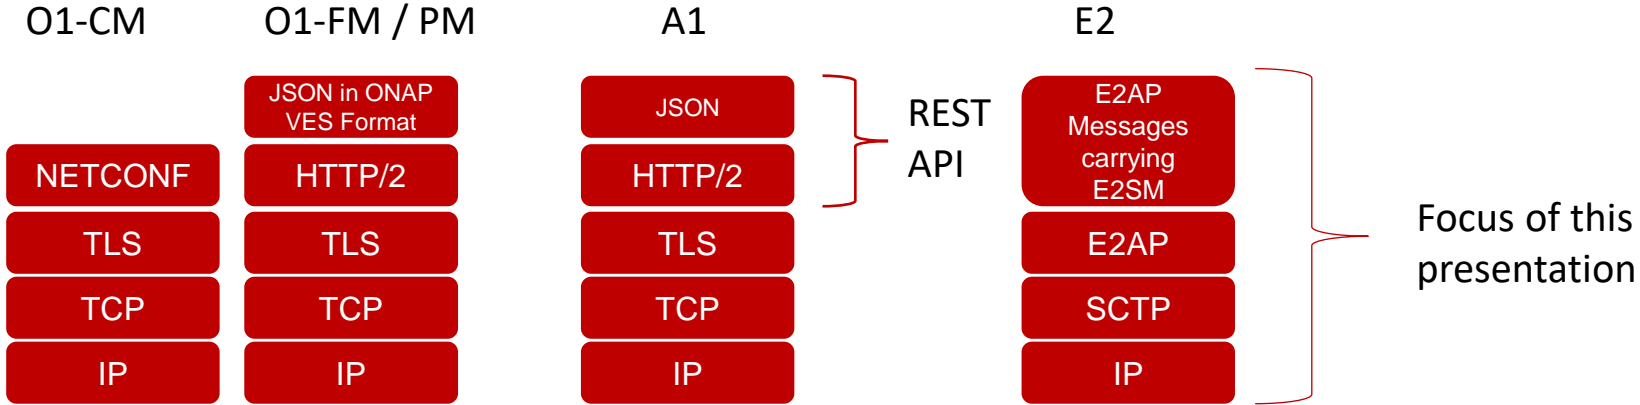 O1-CM
O1-FM / PM
A1
E2
JSON in ONAP
VES Format
JSON
REST
API
E2AP
Messages
carrying
E2SM
NETCONF
HTTP/2
HTTP/2
TLS
TLS
TLS
E2AP
Focus of this
presentation
TCP
TCP
TCP
SCTP
IP
IP
IP
IP